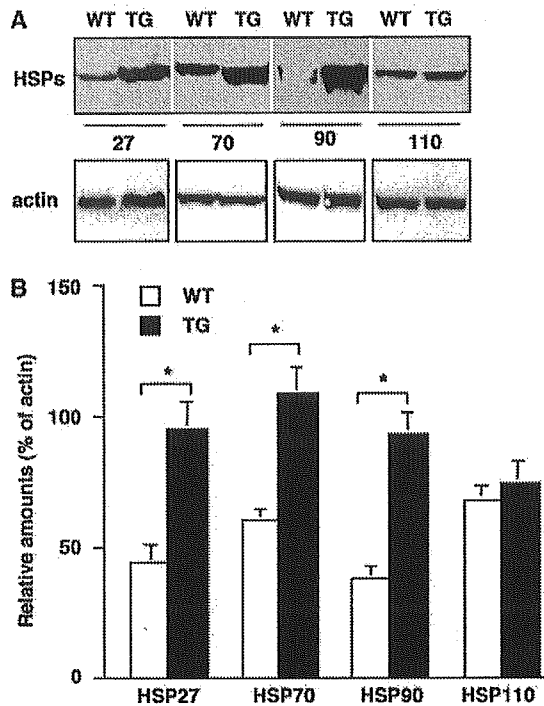 A
WT TG WT TG WT TG WT TG
HSPs
27 70 90 110
actin
B
150
WT
TG
* * *
100
50
0
Relative amounts (% of actin)
HSP27 HSP70 HSP90 HSP110